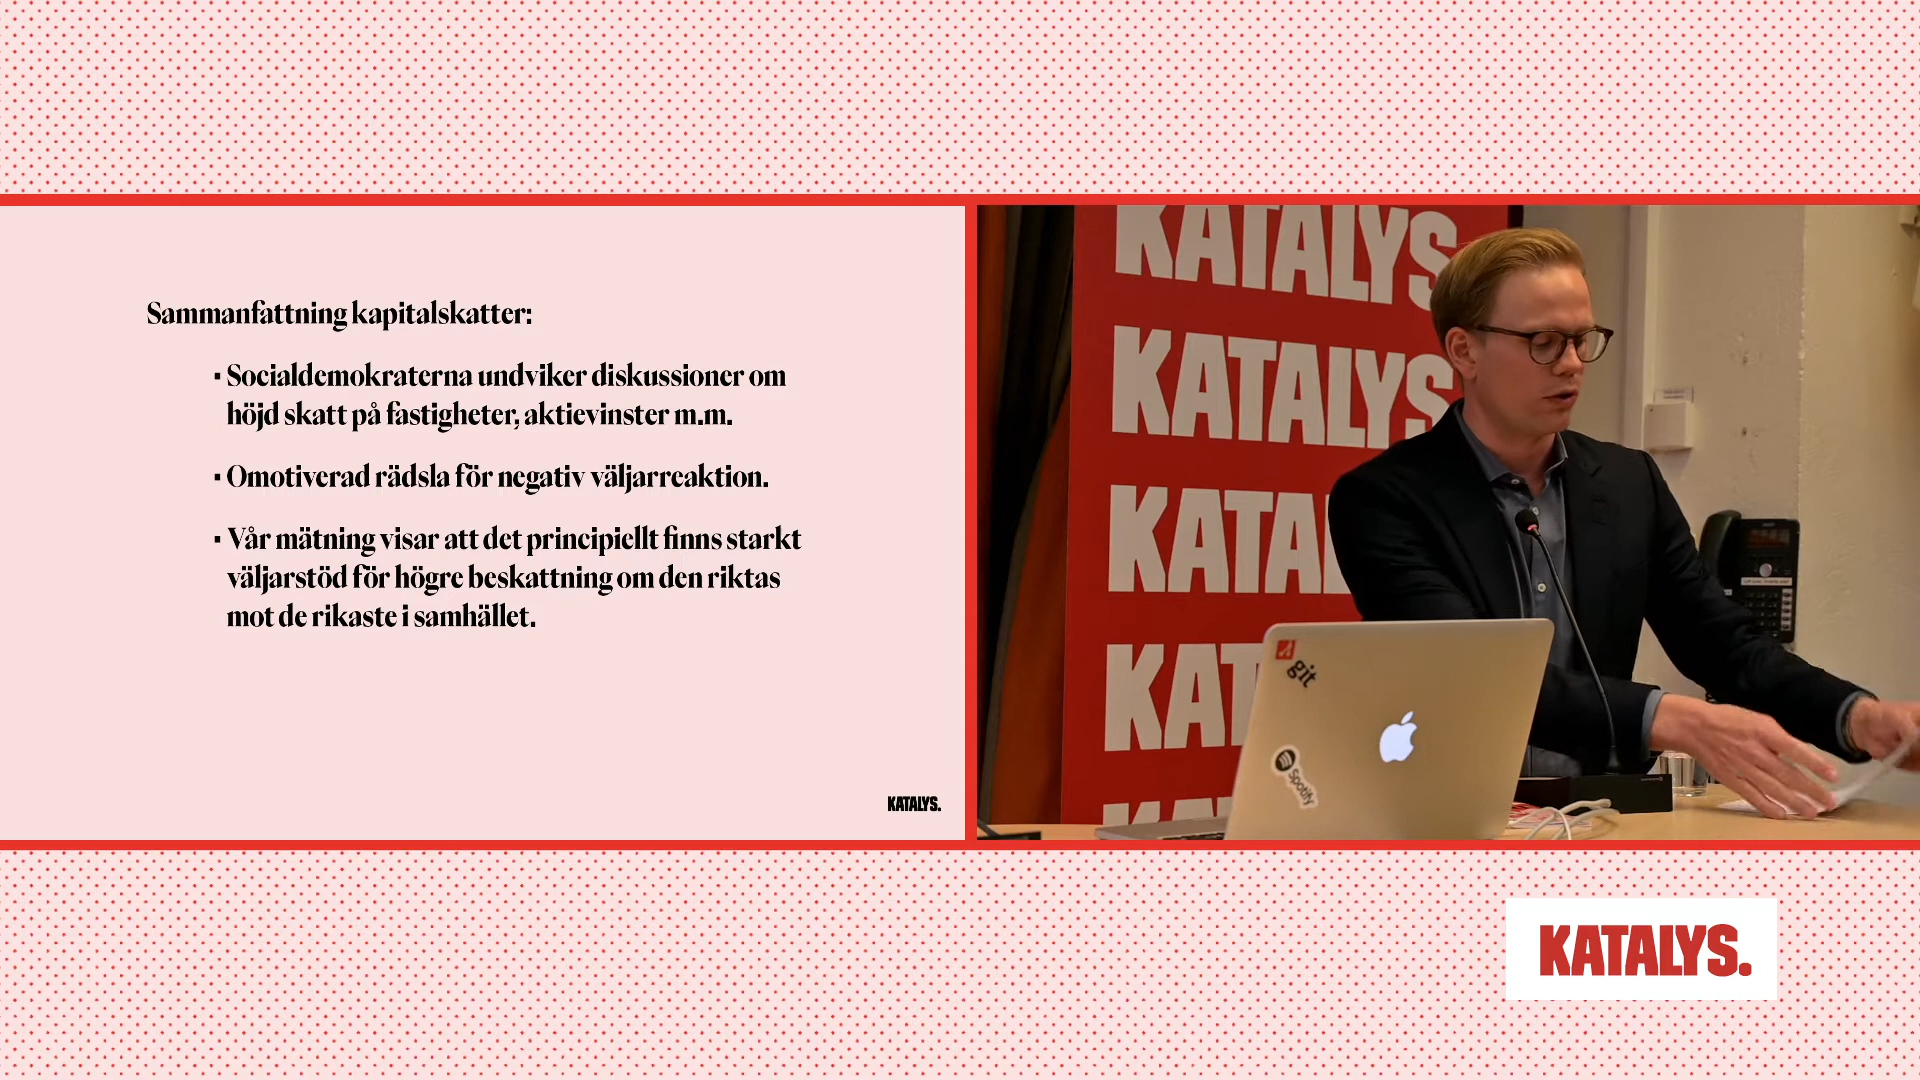 Sammanfattning kapitalskatter:
▪ Socialdemokraterna undviker diskussioner om
höjd skatt på fastigheter, aktievinster m.m.
▪ Omotiverad rädsla för negativ väljarreaktion.
▪ Vår mätning visar att det principiellt finns starkt
väljarstöd för högre beskattning om den riktas
mot de rikaste i samhället.
KATALYS.
KATALYS
KATALYS
KATA
KAT
git
Spotify
KATALYS.